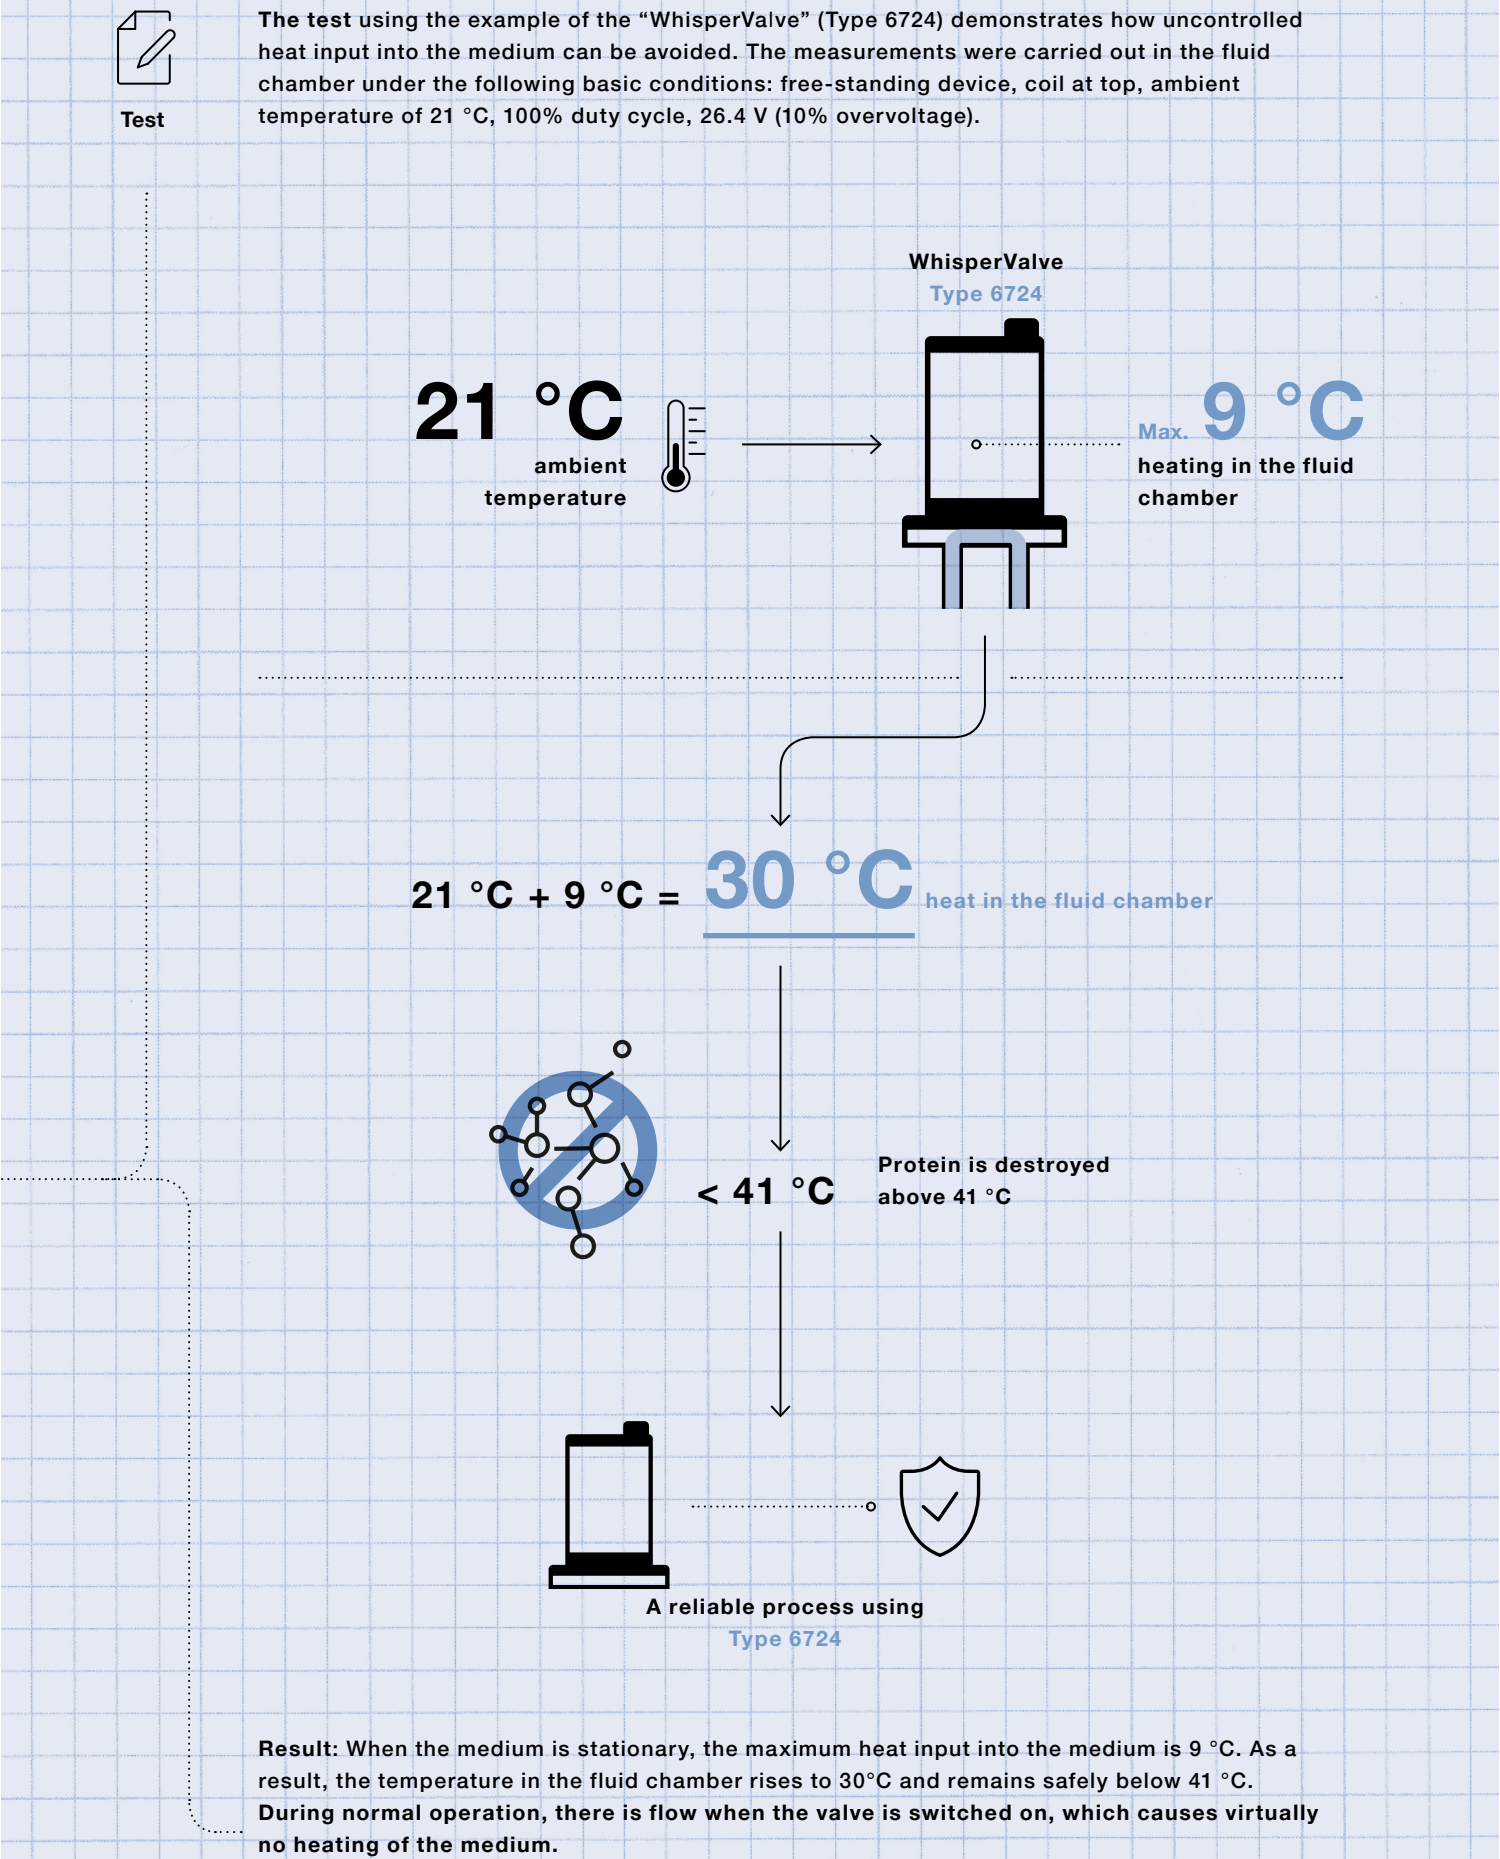 The test using the example of the “WhisperValve” (Type 6724) demonstrates how uncontrolled
heat input into the medium can be avoided. The measurements were carried out in the fluid
chamber under the following basic conditions: free-standing device, coil at top, ambient
temperature of 21 °C, 100% duty cycle, 26.4 V (10% overvoltage).
Test
WhisperValve
Type 6724
21 °C
ambient
temperature
Max. 9 °C
heating in the fluid
chamber
21 °C + 9 °C = 30 °C heat in the fluid chamber
< 41 °C
Protein is destroyed
above 41 °C
A reliable process using
Type 6724
Result: When the medium is stationary, the maximum heat input into the medium is 9 °C. As a
result, the temperature in the fluid chamber rises to 30°C and remains safely below 41 °C.
During normal operation, there is flow when the valve is switched on, which causes virtually
no heating of the medium.